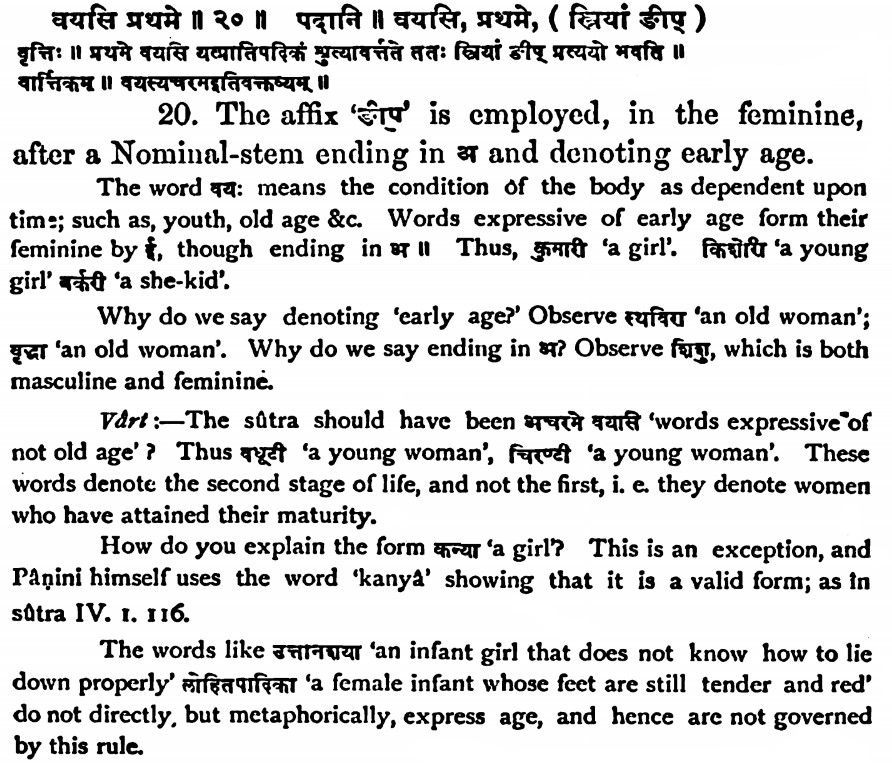 वयसि प्रथमे ॥ २० ॥ पदानि ॥ वयसि, प्रथमे, ( स्त्रियां ङीप् )
वृत्तिः ॥ प्रथमे वयसि यत्प्रातिपदिकं श्रुत्यावर्त्तते ततः स्त्रियां ङीप् प्रत्ययो भवति ॥
वार्त्तिकम् ॥ वयस्यचरमइतिवक्तव्यम् ॥
20. The affix 'ङीप्' is employed, in the feminine,
after a Nominal-stem ending in अ and denoting early age.
The word वयः means the condition of the body as dependent upon
time; such as, youth, old age &c. Words expressive of early age form their
feminine by ई, though ending in अ ॥ Thus, कुमारी 'a girl'. किशोरी 'a young
girl' बर्करी 'a she-kid'.
Why do we say denoting 'early age?' Observe स्थविरा 'an old woman';
वृद्धा 'an old woman'. Why do we say ending in अ? Observe शिशु, which is both
masculine and feminine.
Vârt :—The sûtra should have been अचरमे वयासि 'words expressive of
not old age' ? Thus वधूटी 'a young woman', चिरण्टी 'a young woman'. These
words denote the second stage of life, and not the first, i. e. they denote women
who have attained their maturity.
How do you explain the form कन्या 'a girl'? This is an exception, and
Pâṇini himself uses the word 'kanyâ' showing that it is a valid form; as in
sûtra IV. 1. 116.
The words like उत्तानशया 'an infant girl that does not know how to lie
down properly' लोहितपादिका 'a female infant whose feet are still tender and red'
do not directly, but metaphorically, express age, and hence are not governed
by this rule.